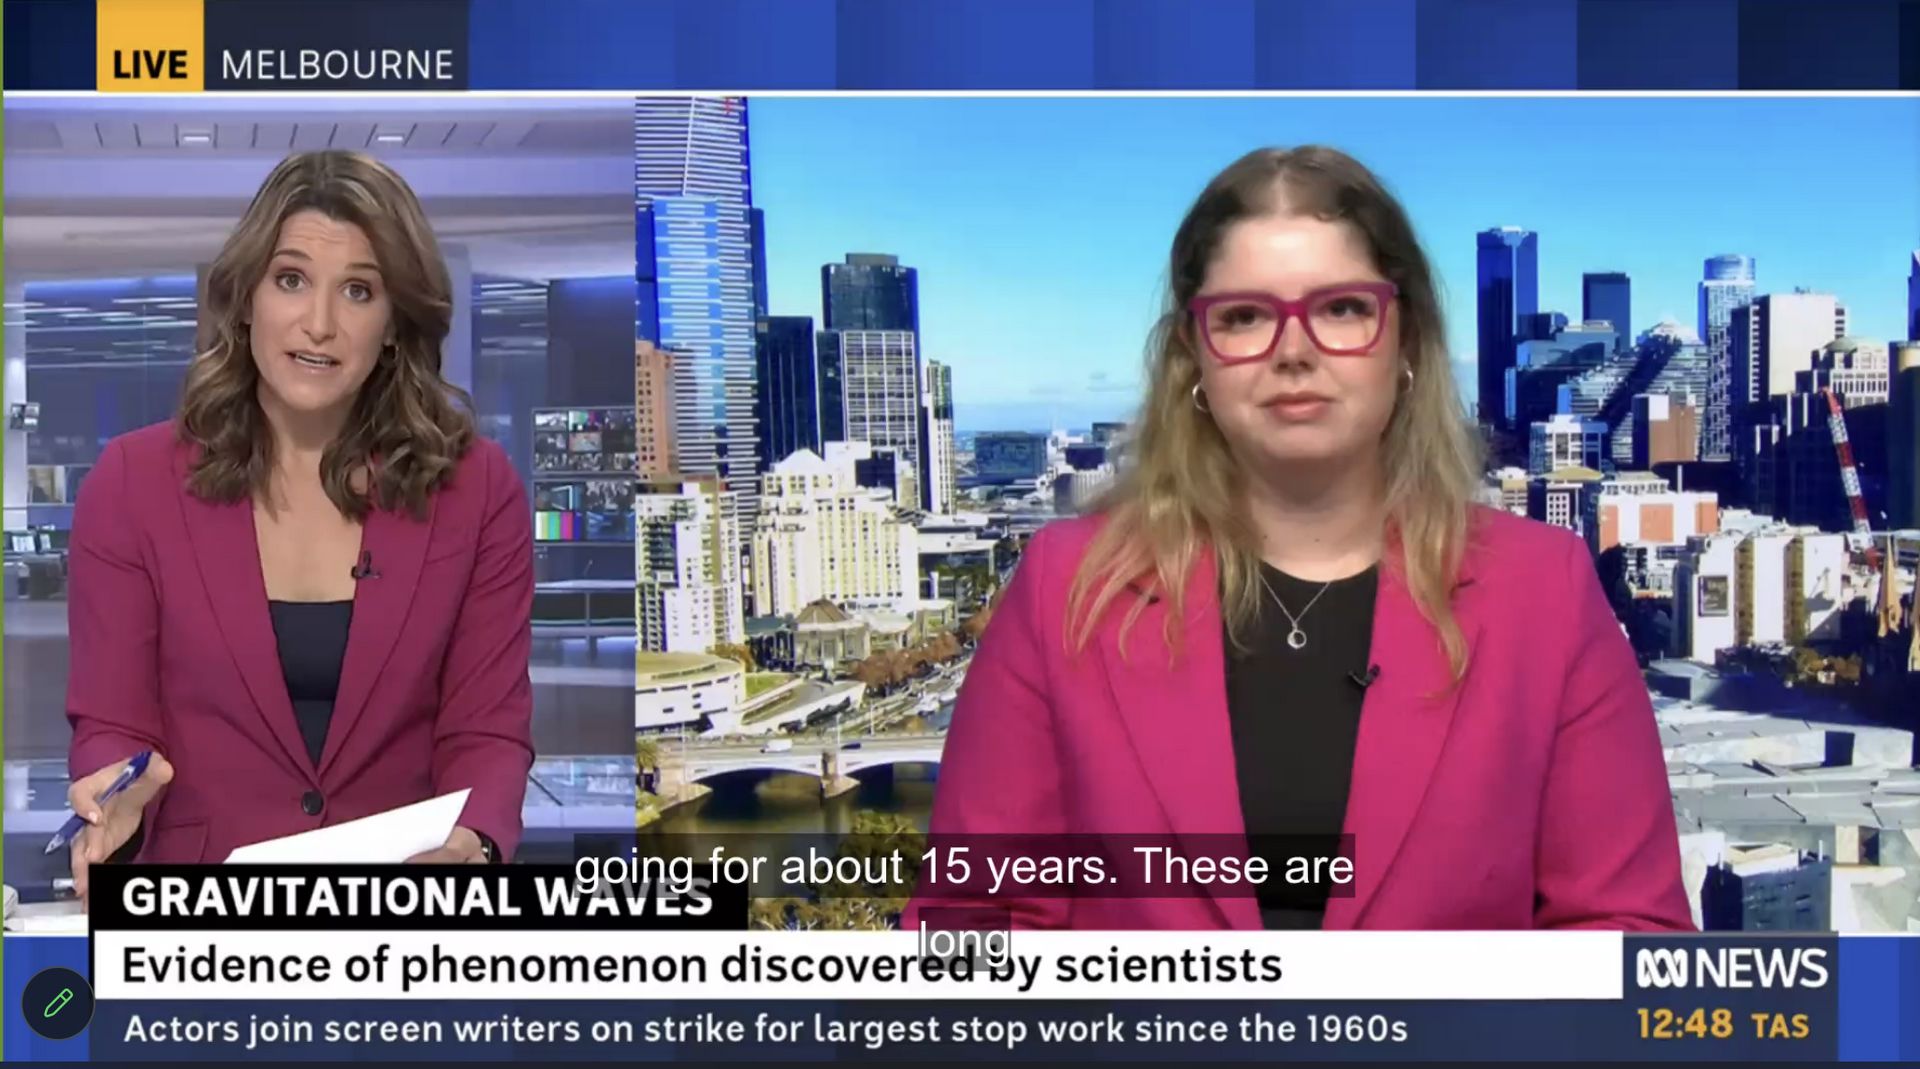 LIVE MELBOURNE
going for about 15 years. These are
long
GRAVITATIONAL WAVES
Evidence of phenomenon discovered by scientists
NEWS
Actors join screen writers on strike for largest stop work since the 1960s
12:48 TAS